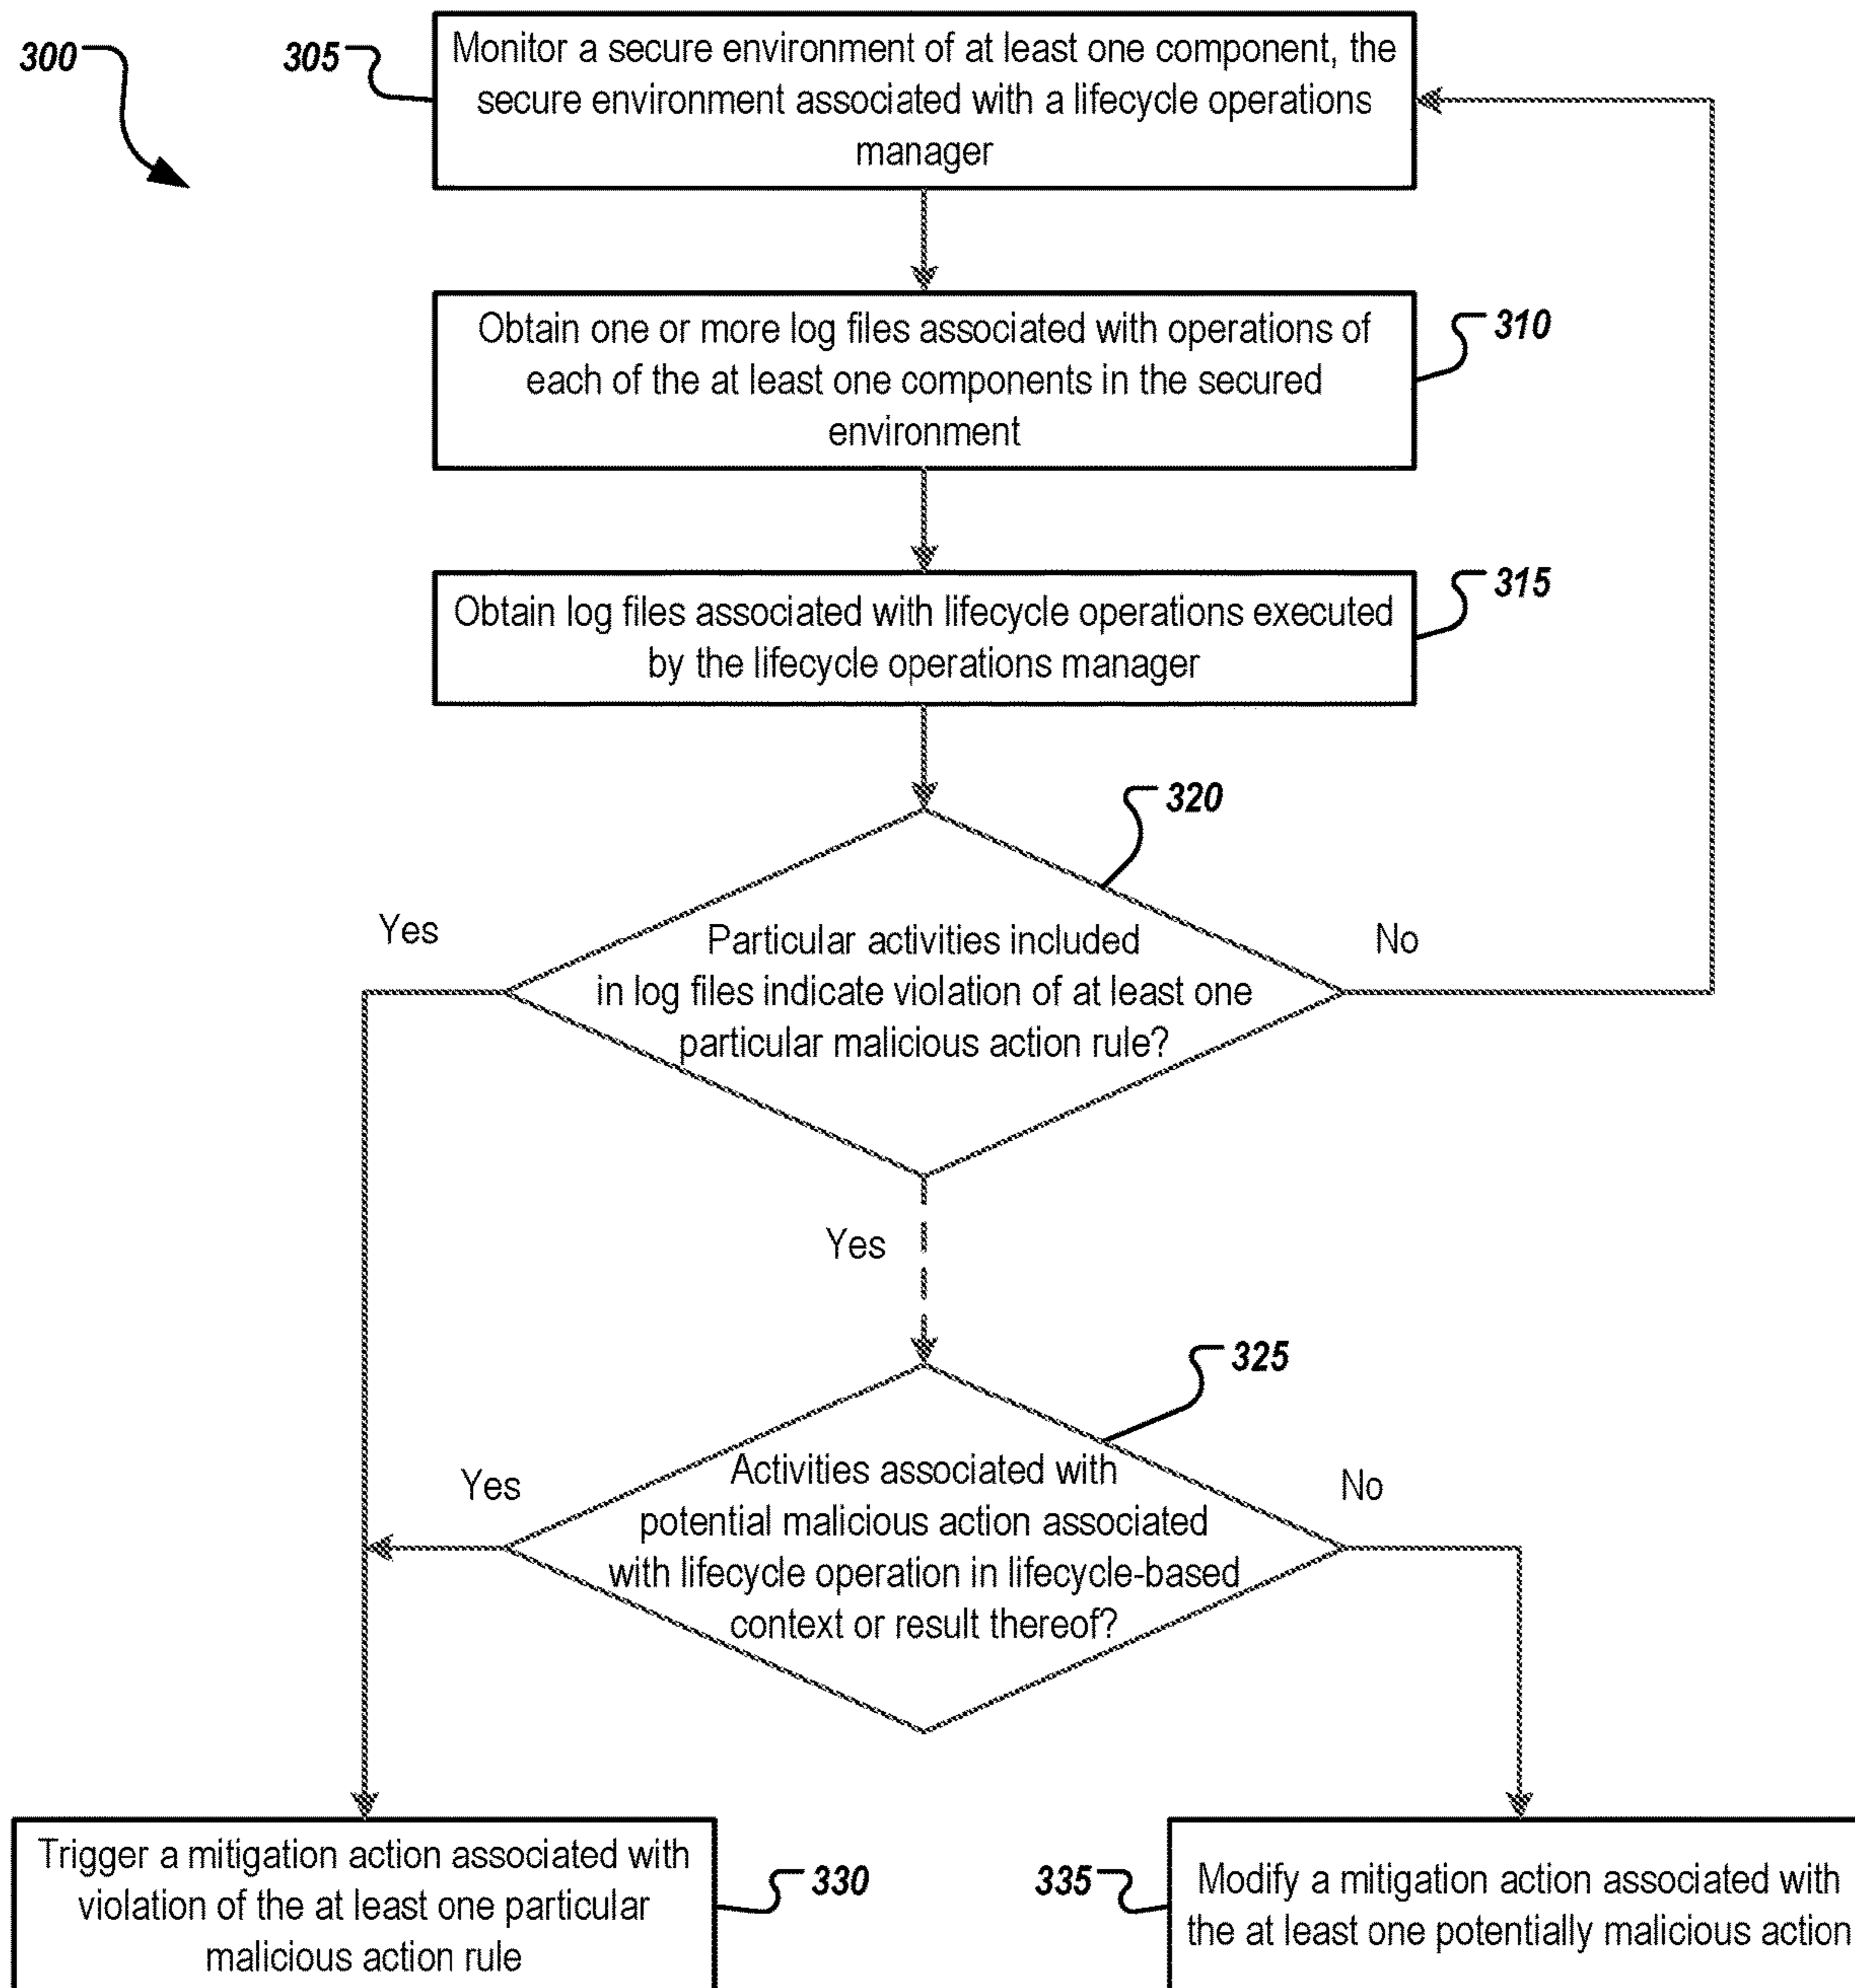 300
305
Monitor a secure environment of at least one component, the
secure environment associated with a lifecycle operations
manager
Obtain one or more log files associated with operations of
each of the at least one components in the secured
environment
310
Obtain log files associated with lifecycle operations executed
by the lifecycle operations manager
315
320
Yes
Particular activities included
in log files indicate violation of at least one
particular malicious action rule?
No
Yes
325
Yes
Activities associated with
potential malicious action associated
with lifecycle operation in lifecycle-based
context or result thereof?
No
Trigger a mitigation action associated with
violation of the at least one particular
malicious action rule
330
335
Modify a mitigation action associated with
the at least one potentially malicious action